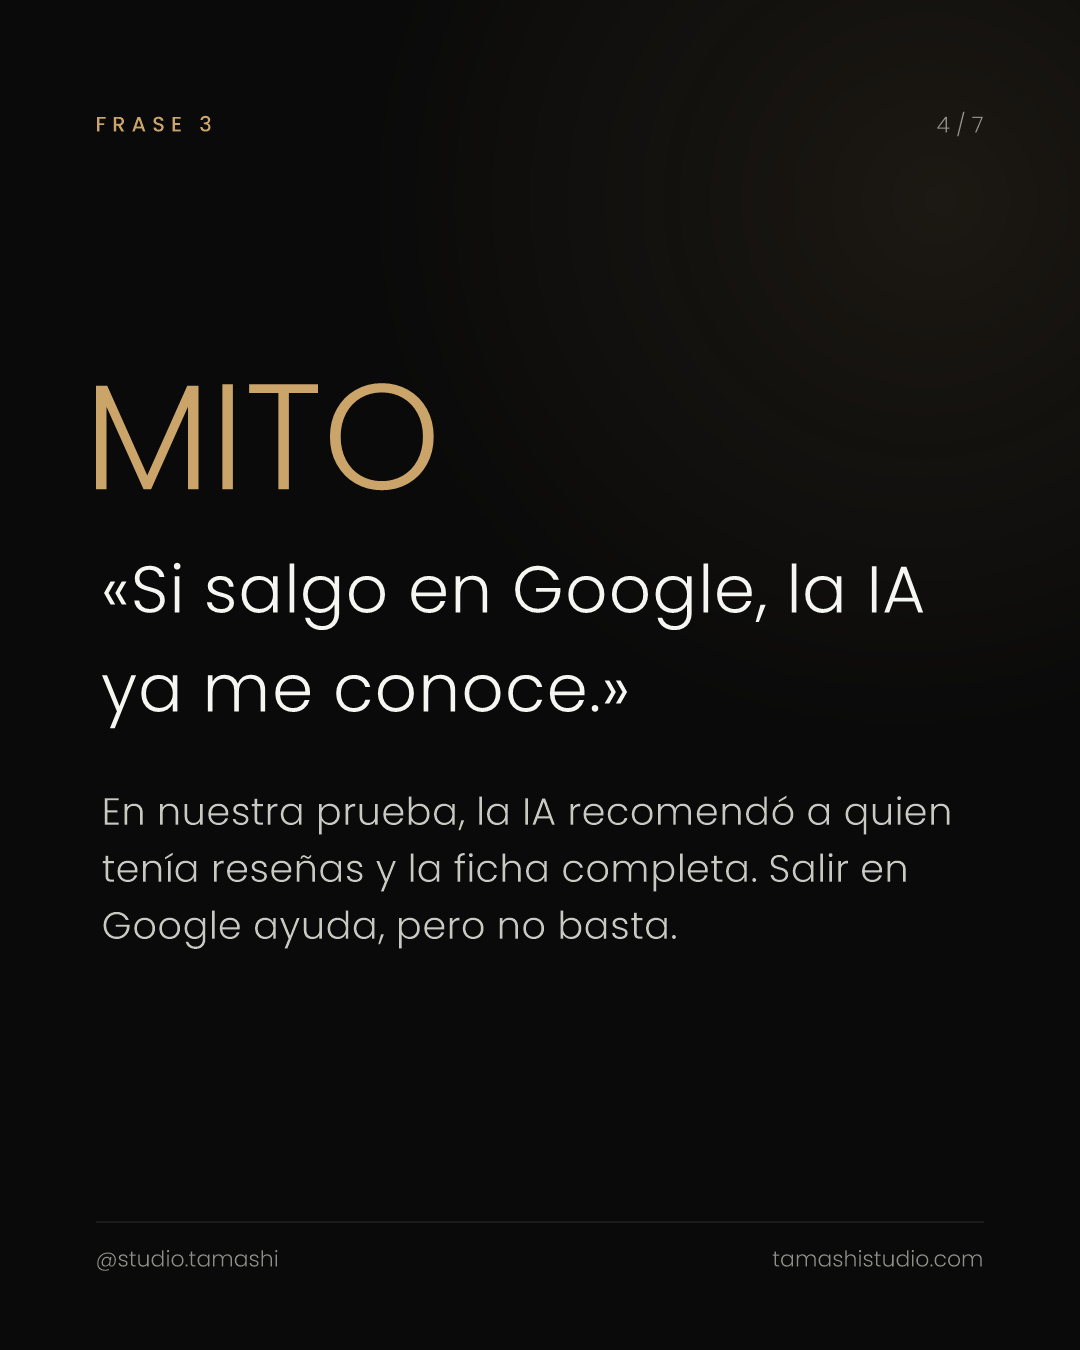 FRASE 3
4 / 7
MITO
«Si salgo en Google, la IA
ya me conoce.»
En nuestra prueba, la IA recomendó a quien
tenía reseñas y la ficha completa. Salir en
Google ayuda, pero no basta.
@studio.tamashi
tamashistudio.com